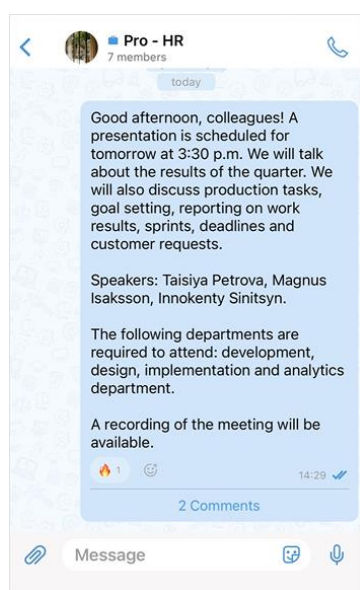 Pro - HR
7 members
today
Good afternoon, colleagues! A
presentation is scheduled for
tomorrow at 3:30 p.m. We will talk
about the results of the quarter. We
will also discuss production tasks,
goal setting, reporting on work
results, sprints, deadlines and
customer requests.
Speakers: Taisiya Petrova, Magnus
Isaksson, Innokenty Sinitsyn.
The following departments are
required to attend: development,
design, implementation and analytics
department.
A recording of the meeting will be
available.
1
14:29
2 Comments
Message